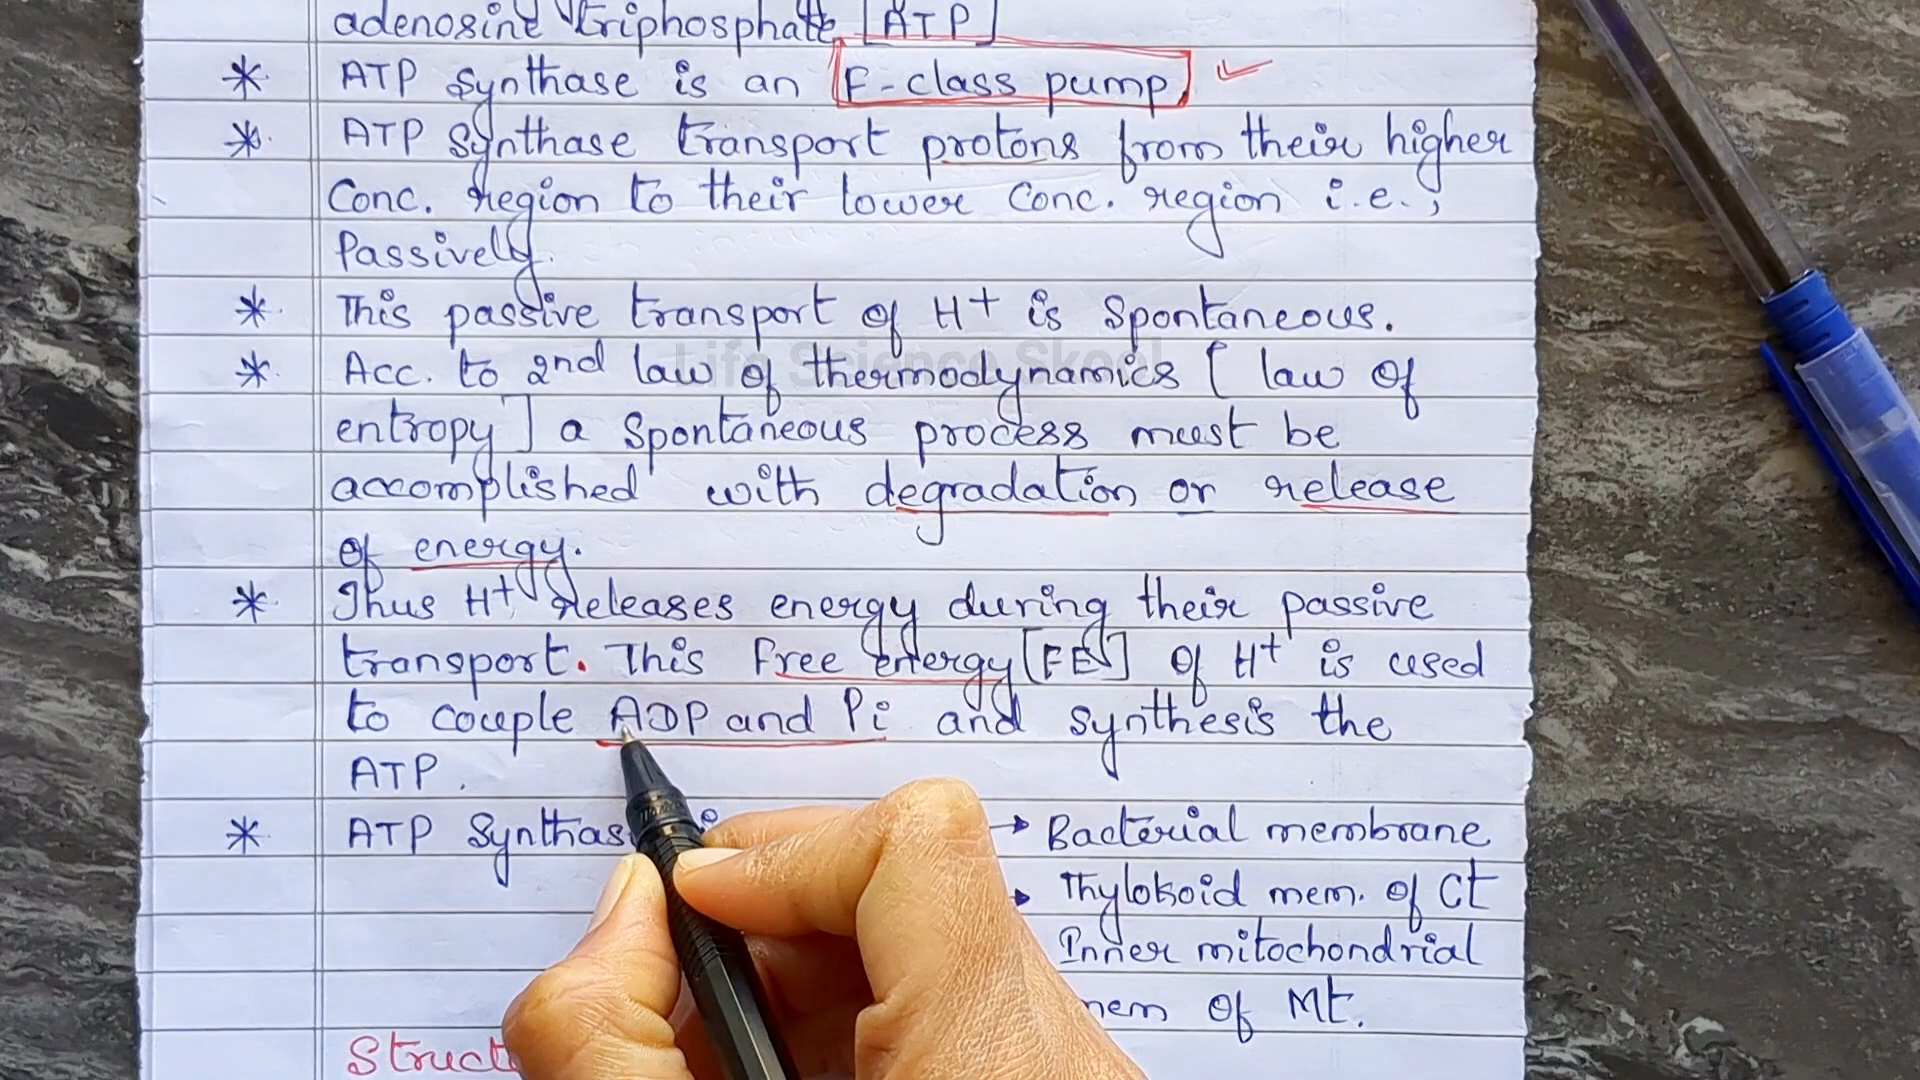 adenosine triphosphate [ATP]
* ATP Synthase is an F-class pump.
* ATP Synthase transport protons from their higher
Conc. region to their lower conc. region i.e.,
Passively.
* This passive transport of H+ is Spontaneous.
* Acc. to 2nd law of thermodynamics [ law of
entropy ] a spontaneous process must be
accomplished with degradation or release
of energy.
* Thus H+ releases energy during their passive
transport. This free energy [FE] of H+ is used
to couple ADP and Pi and synthesis the
ATP.
* ATP Synthas → Bacterial membrane
Thylokoid mem. of Ct
Inner mitochondrial
mem of Mt.
Struct
Life Science Skool